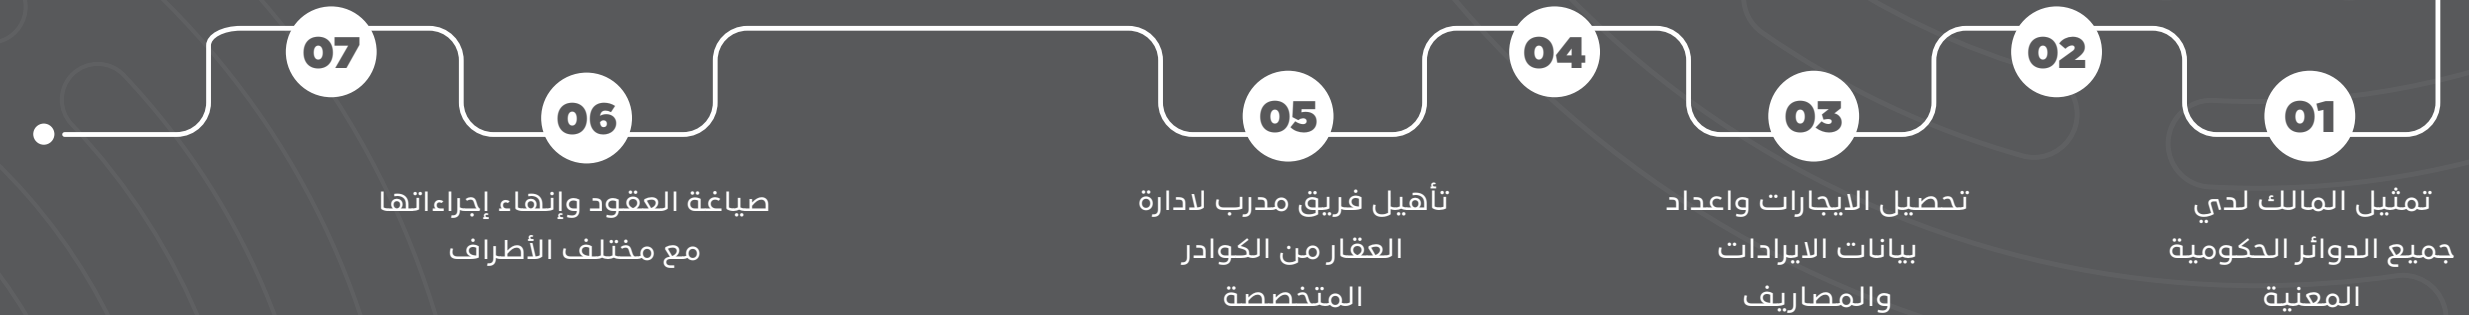 01
تمثيل المالك لدى
جميع الدوائر الحكومية
المعنية
02
03
تحصيل الايجارات واعداد
بيانات الايرادات
والمصاريف
04
05
تأهيل فريق مدرب لادارة
العقار من الكوادر
المتخصصة
06
صياغة العقود وإنهاء إجراءاتها
مع مختلف الأطراف
07